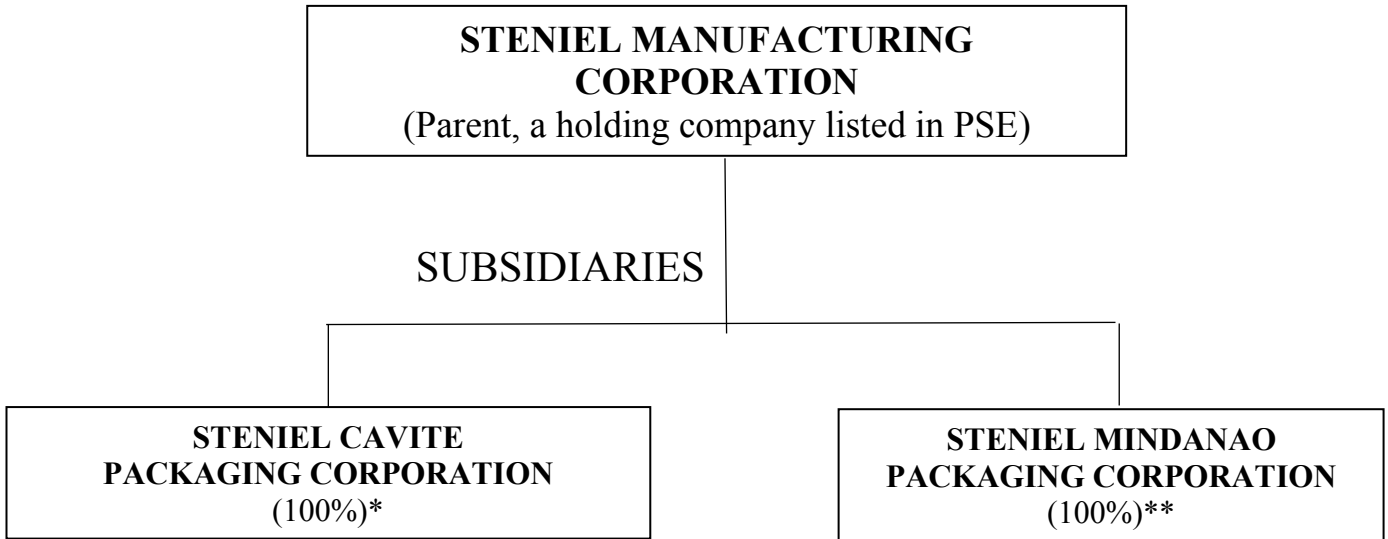 STENIEL MANUFACTURING
CORPORATION
(Parent, a holding company listed in PSE)
SUBSIDIARIES
STENIEL CAVITE
PACKAGING CORPORATION
(100%)*
STENIEL MINDANAO
PACKAGING CORPORATION
(100%)**